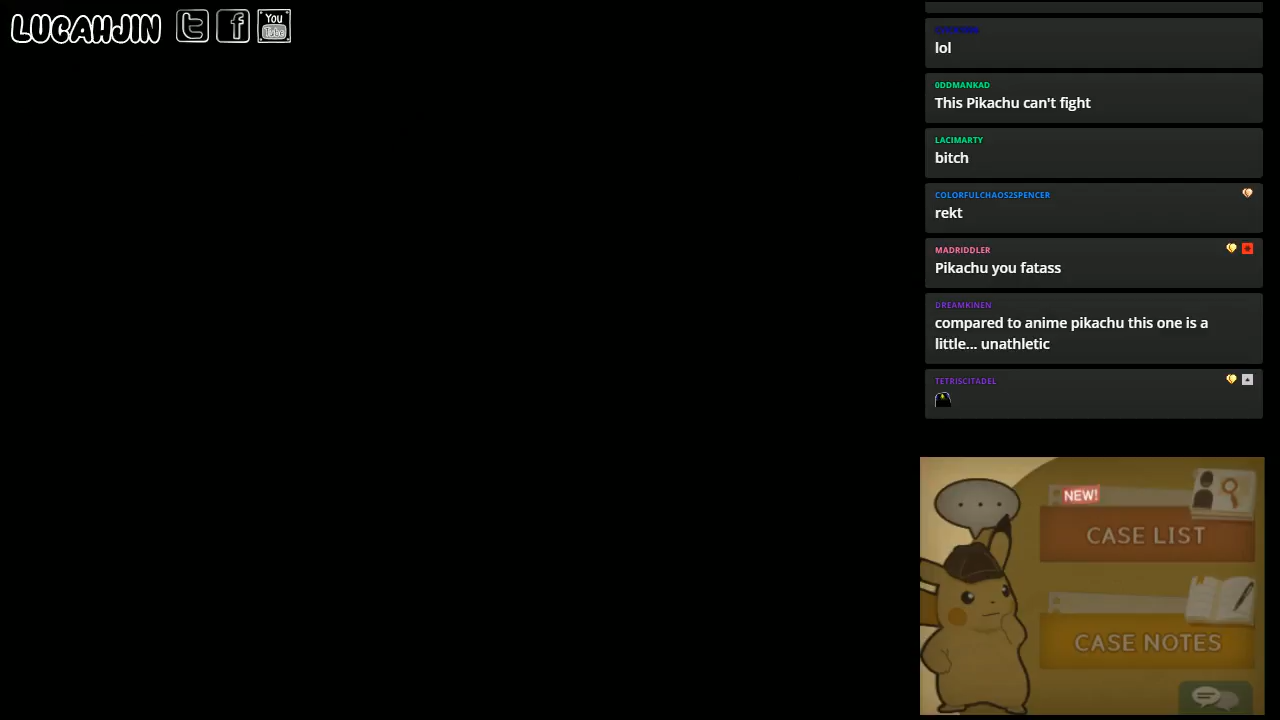 LUCAHJIN
You
Tube
lol
0DDMANKAD
This Pikachu can't fight
LACIMARTY
bitch
COLORFULCHAOS2SPENCER
rekt
MADRIDDLER
Pikachu you fatass
DREAMKINEN
compared to anime pikachu this one is a
little... unathletic
TETRISCITADEL
NEW!
CASE LIST
CASE NOTES